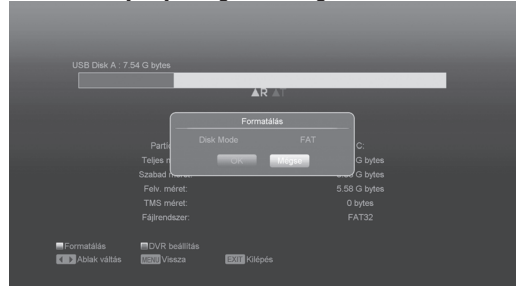 USB Disk A : 7.54 G bytes
R T
Formatálás
Disk Mode FAT
OK Mégse
C:
Teljes G bytes
Szabad méret: G bytes
Felv. méret: 5.58 G bytes
TMS méret: 0 bytes
Fájlrendszer: FAT32
Formatálás DVR beállítás
Ablak váltás MENU Vissza EXIT Kilépés